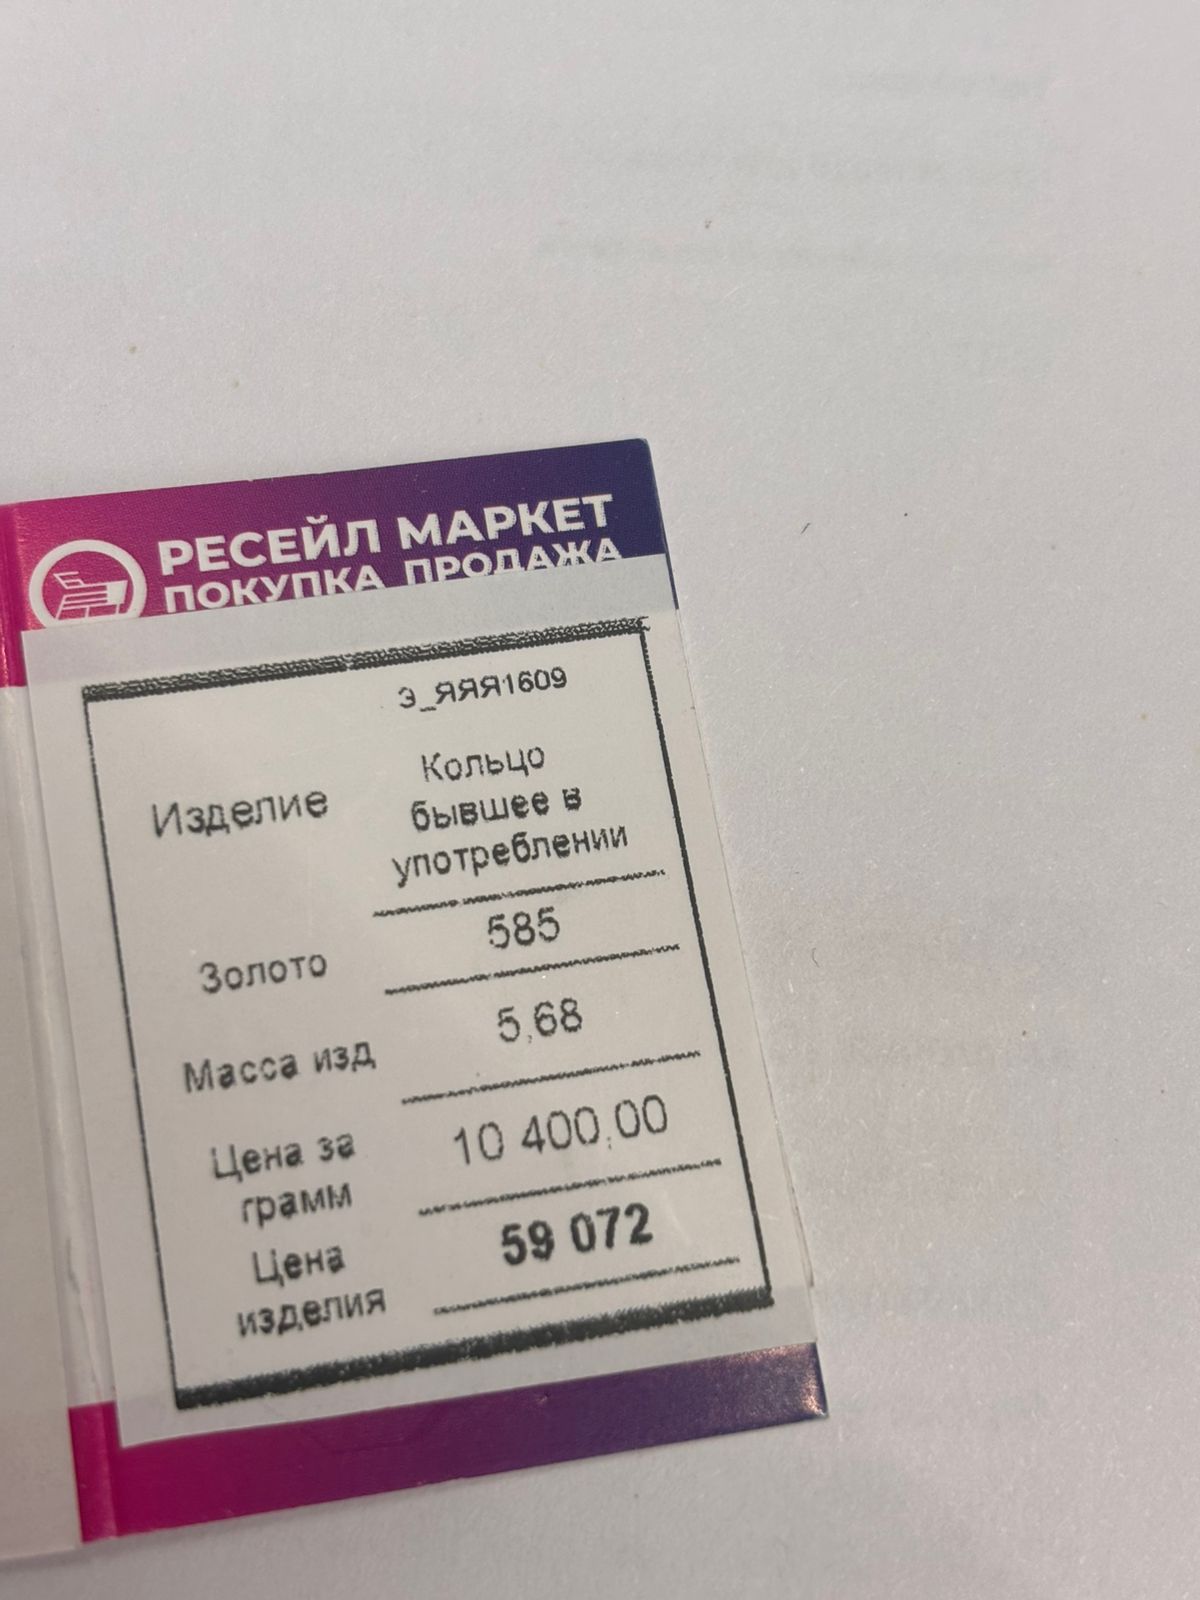 РЕСЕЙЛ МАРКЕТ
ПОКУПКА ПРОДАЖА
Э_ЯЯЯ1609
Изделие
Кольцо
бывшее в
употреблении
Золото
585
Масса изд
5,68
Цена за
грамм
10 400,00
Цена
изделия
59 072